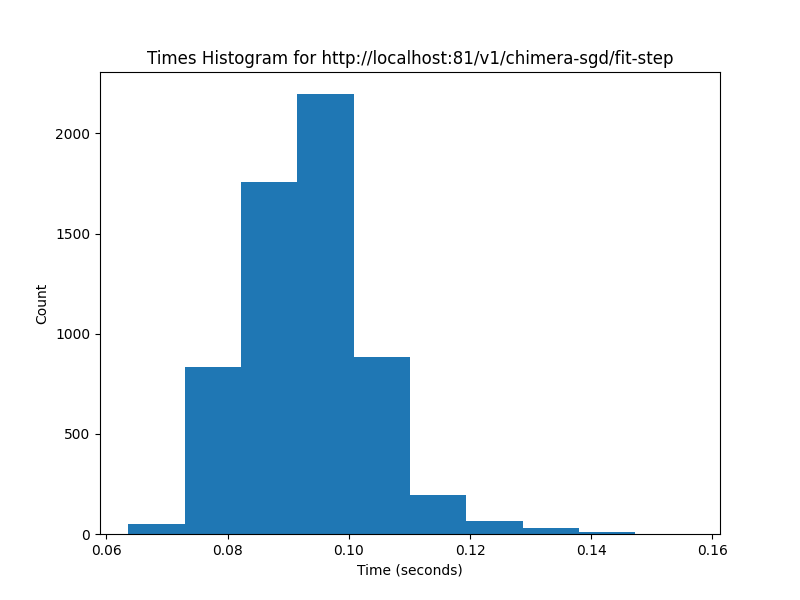 Times Histogram for http://localhost:81/v1/chimera-sgd/fit-step
2000
1500
1000
500
0
Count
0.06 0.08 0.10 0.12 0.14 0.16
Time (seconds)